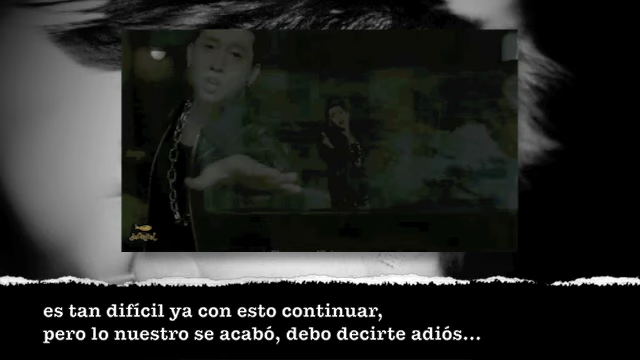 es tan difícil ya con esto continuar,
pero lo nuestro se acabó, debo decirte adiós...